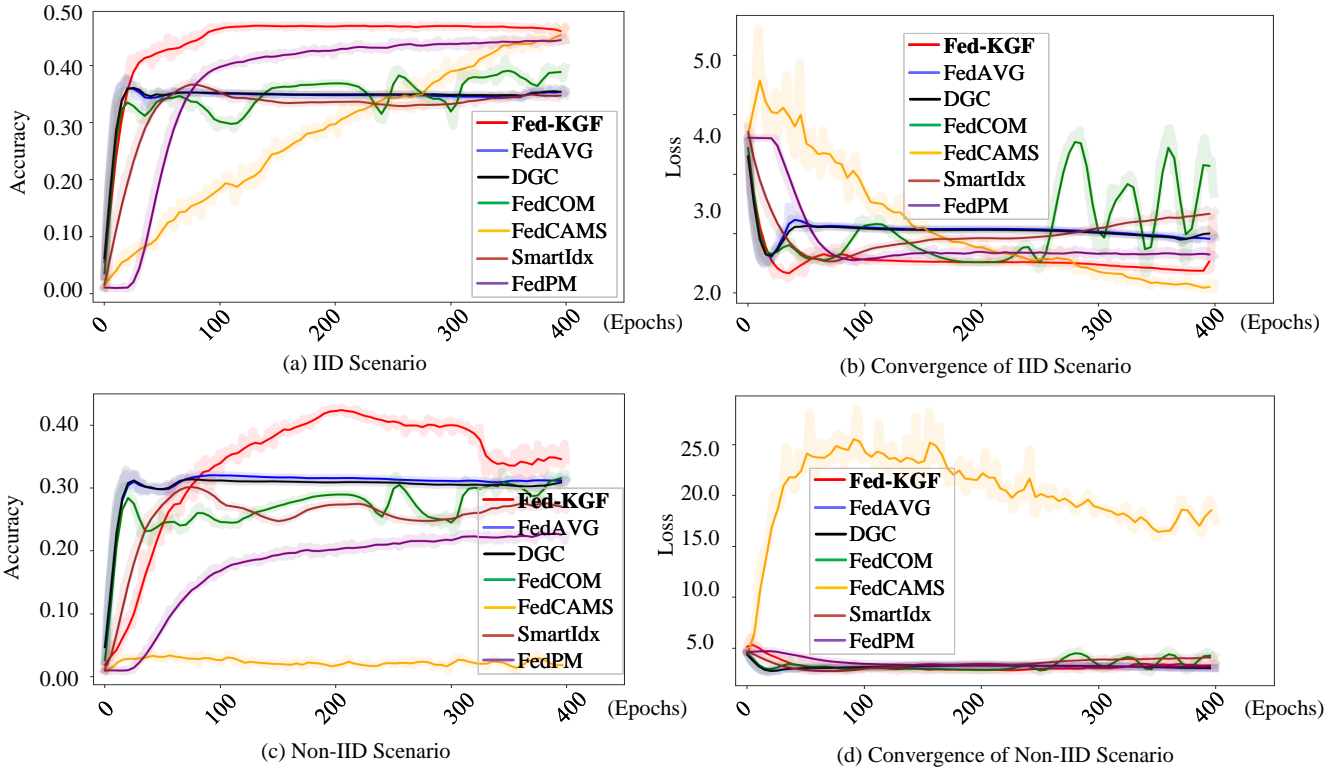 0.50
0.40
0.30
0.20
0.10
0.00
Accuracy
Fed-KGF
FedAVG
DGC
FedCOM
FedCAMS
SmartIdx
FedPM
0
100
200
300
400
(Epochs)
(a) IID Scenario
5.0
4.0
3.0
2.0
Loss
Fed-KGF
FedAVG
DGC
FedCOM
FedCAMS
SmartIdx
FedPM
0
100
200
300
400
(Epochs)
(b) Convergence of IID Scenario
0.40
0.30
0.20
0.10
0.00
Accuracy
Fed-KGF
FedAVG
DGC
FedCOM
FedCAMS
SmartIdx
FedPM
0
100
200
300
400
(Epochs)
(c) Non-IID Scenario
25.0
20.0
15.0
10.0
5.0
Loss
Fed-KGF
FedAVG
DGC
FedCOM
FedCAMS
SmartIdx
FedPM
0
100
200
300
400
(Epochs)
(d) Convergence of Non-IID Scenario